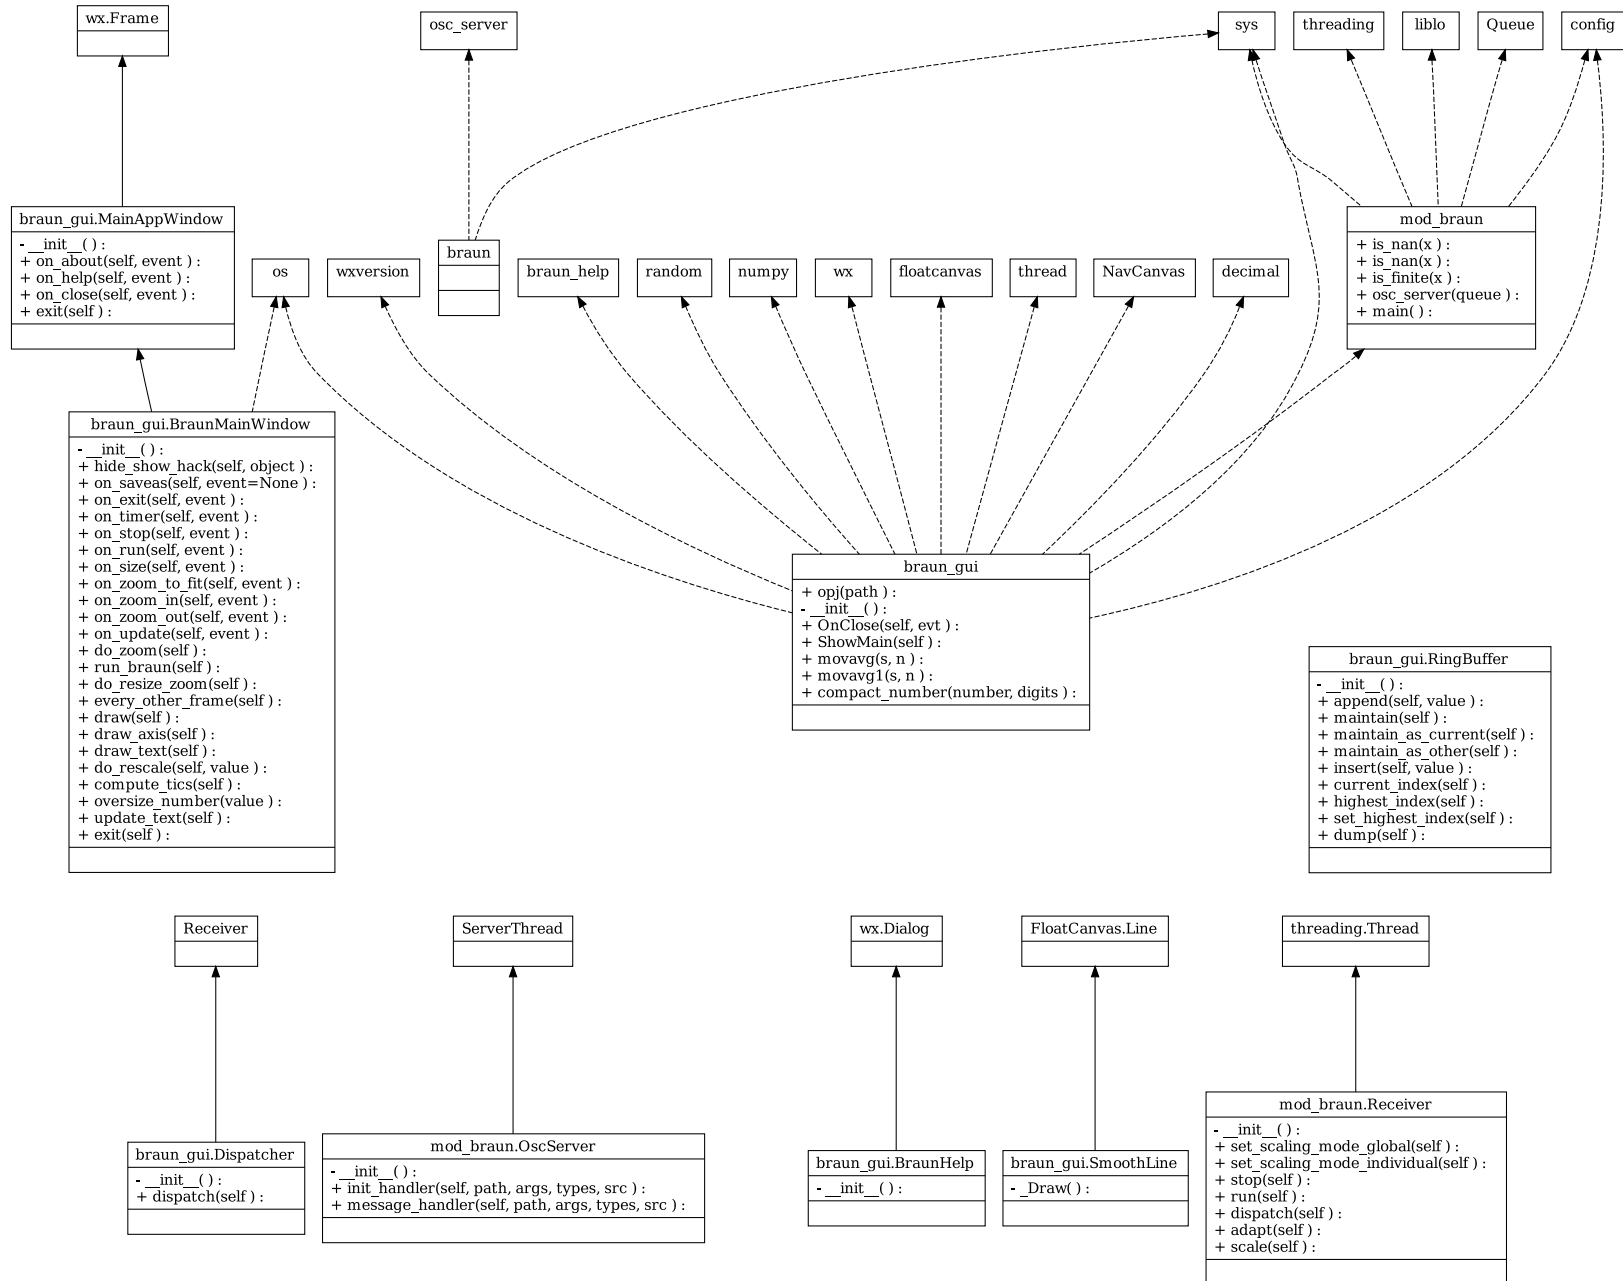 wx.Frame
osc_server
sys
threading
liblo
Queue
config
braun_gui.MainAppWindow
- __init__( ) :
+ on_about(self, event ) :
+ on_help(self, event ) :
+ on_close(self, event ) :
+ exit(self ) :
mod_braun
+ is_nan(x ) :
+ is_nan(x ) :
+ is_finite(x ) :
+ osc_server(queue ) :
+ main( ) :
braun
os
wxversion
braun_help
random
numpy
wx
floatcanvas
thread
NavCanvas
decimal
braun_gui.BraunMainWindow
- __init__( ) :
+ hide_show_hack(self, object ) :
+ on_saveas(self, event=None ) :
+ on_exit(self, event ) :
+ on_timer(self, event ) :
+ on_stop(self, event ) :
+ on_run(self, event ) :
+ on_size(self, event ) :
+ on_zoom_to_fit(self, event ) :
+ on_zoom_in(self, event ) :
+ on_zoom_out(self, event ) :
+ on_update(self, event ) :
+ do_zoom(self ) :
+ run_braun(self ) :
+ do_resize_zoom(self ) :
+ every_other_frame(self ) :
+ draw(self ) :
+ draw_axis(self ) :
+ draw_text(self ) :
+ do_rescale(self, value ) :
+ compute_tics(self ) :
+ oversize_number(value ) :
+ update_text(self ) :
+ exit(self ) :
braun_gui
+ opj(path ) :
- __init__( ) :
+ OnClose(self, evt ) :
+ ShowMain(self ) :
+ movavg(s, n ) :
+ movavg1(s, n ) :
+ compact_number(number, digits ) :
braun_gui.RingBuffer
- __init__( ) :
+ append(self, value ) :
+ maintain(self ) :
+ maintain_as_current(self ) :
+ maintain_as_other(self ) :
+ insert(self, value ) :
+ current_index(self ) :
+ highest_index(self ) :
+ set_highest_index(self ) :
+ dump(self ) :
Receiver
ServerThread
wx.Dialog
FloatCanvas.Line
threading.Thread
braun_gui.Dispatcher
- __init__( ) :
+ dispatch(self ) :
mod_braun.OscServer
- __init__( ) :
+ init_handler(self, path, args, types, src ) :
+ message_handler(self, path, args, types, src ) :
braun_gui.BraunHelp
- __init__( ) :
braun_gui.SmoothLine
- _Draw( ) :
mod_braun.Receiver
- __init__( ) :
+ set_scaling_mode_global(self ) :
+ set_scaling_mode_individual(self ) :
+ stop(self ) :
+ run(self ) :
+ dispatch(self ) :
+ adapt(self ) :
+ scale(self ) :